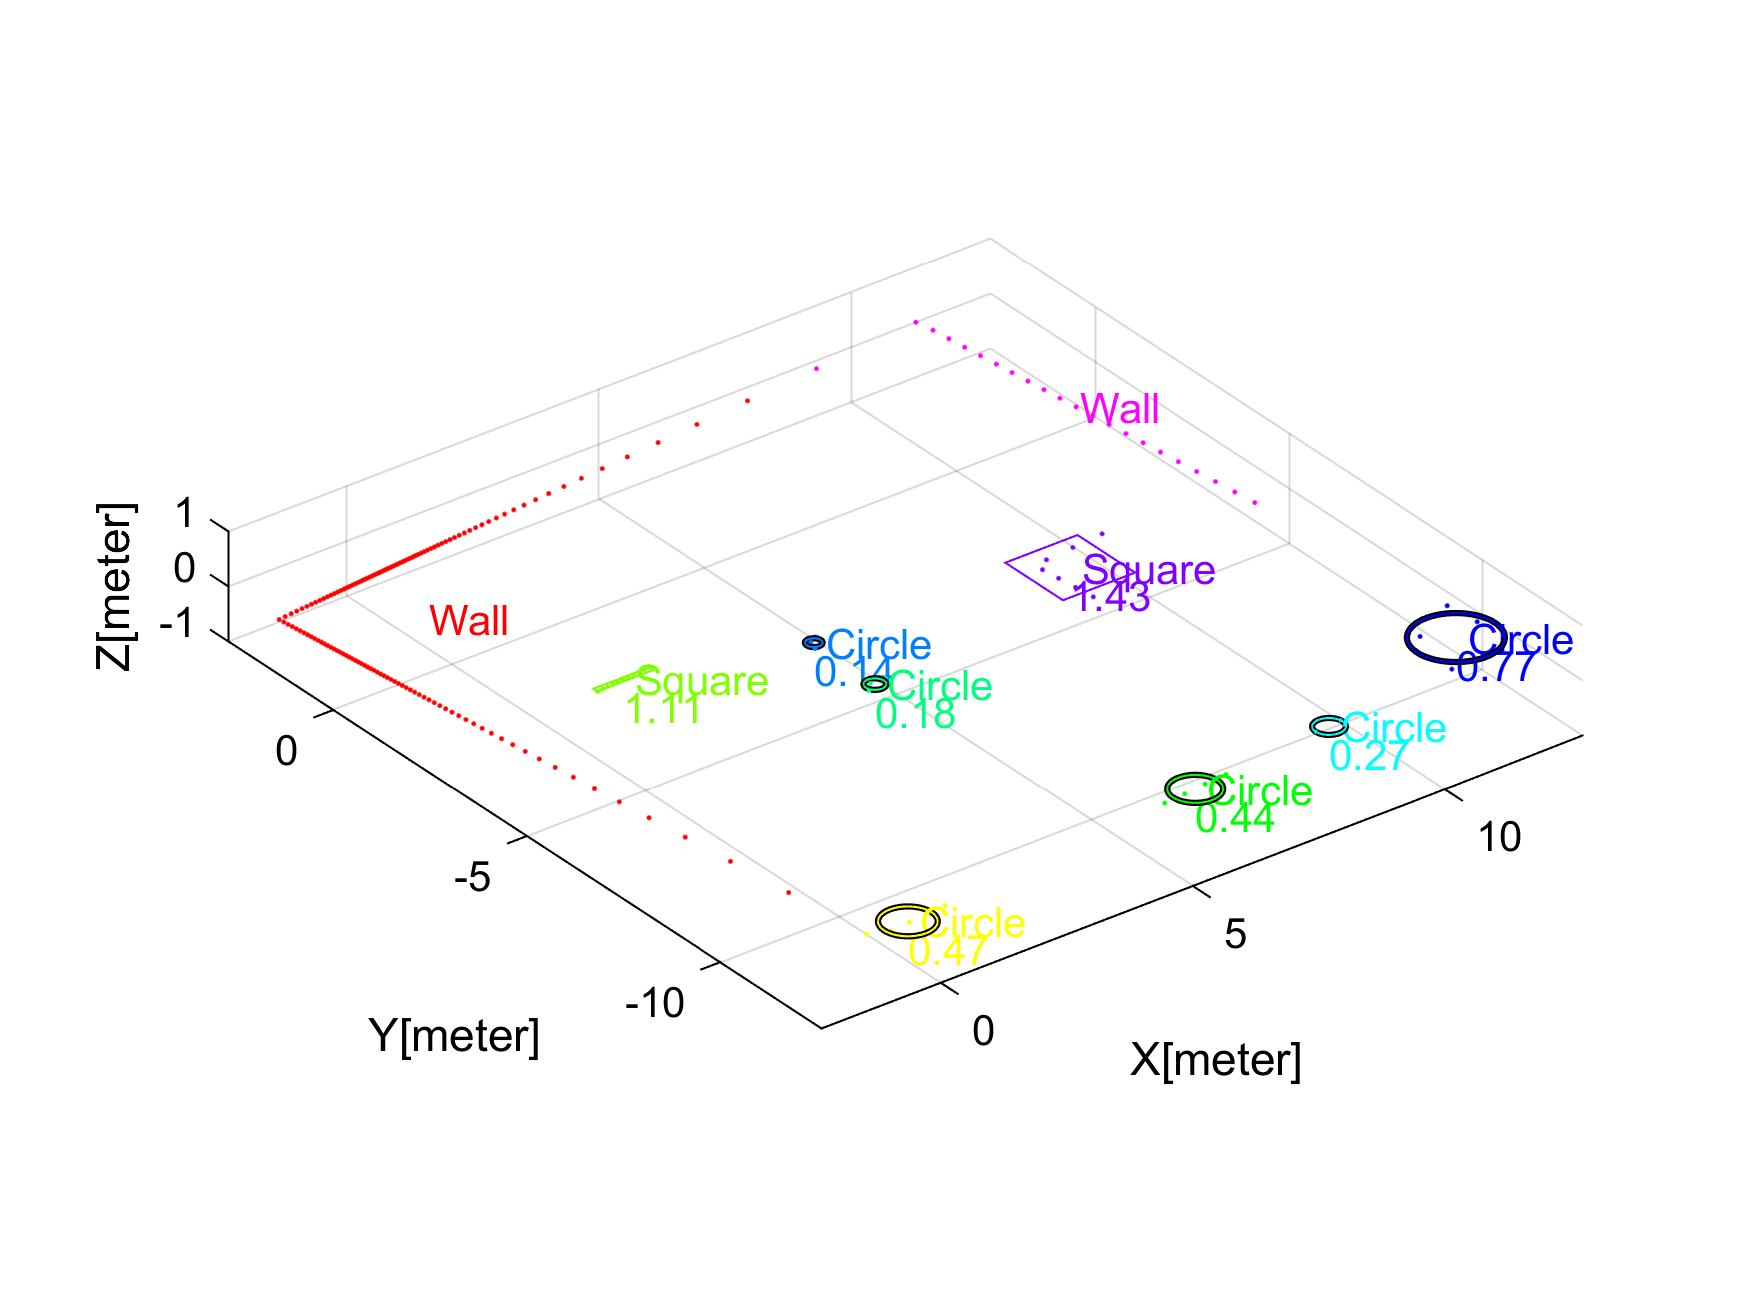 Wall
1
0
-1
Z[meter]
Wall
Square
1.43
Circle
0.14
Circle
0.77
Square
1.11
Circle
0.18
Circle
0.27
Circle
0.44
Circle
0.47
0
-5
-10
Y[meter]
10
5
0
X[meter]